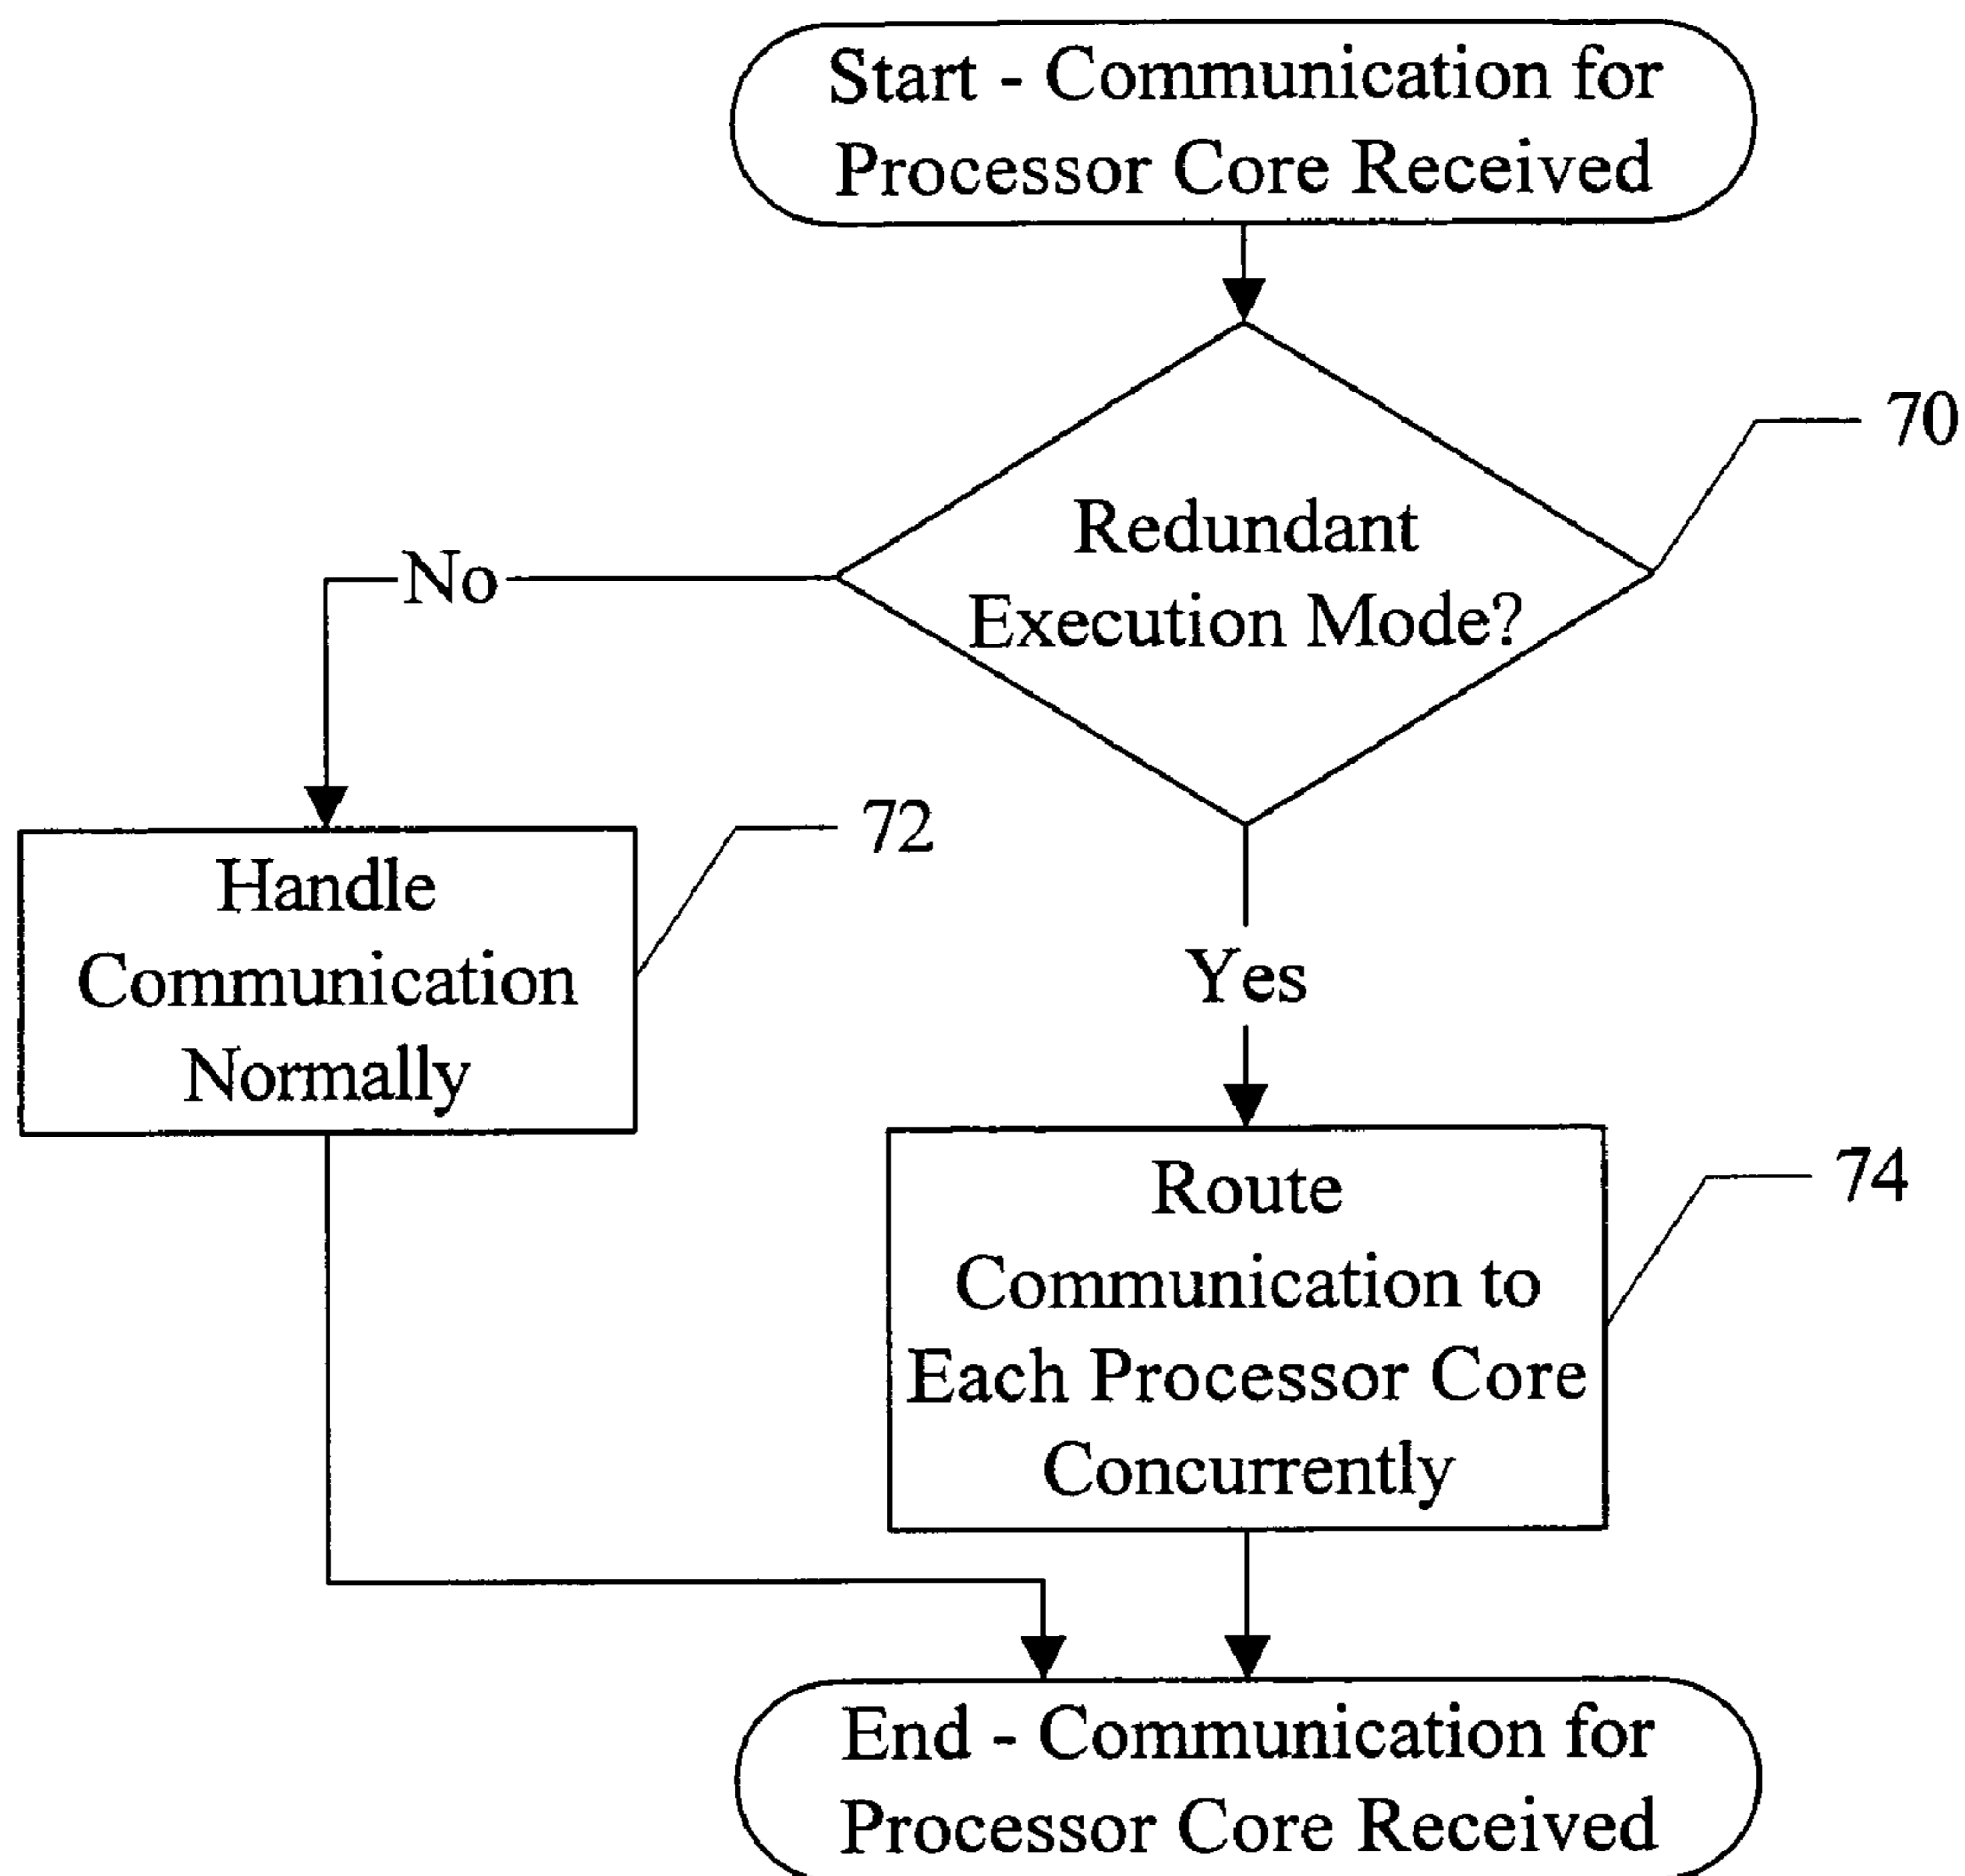 Start - Communication for
Processor Core Received
70
Redundant
Execution Mode?
No
72
Handle
Communication
Normally
Yes
74
Route
Communication to
Each Processor Core
Concurrently
End - Communication for
Processor Core Received